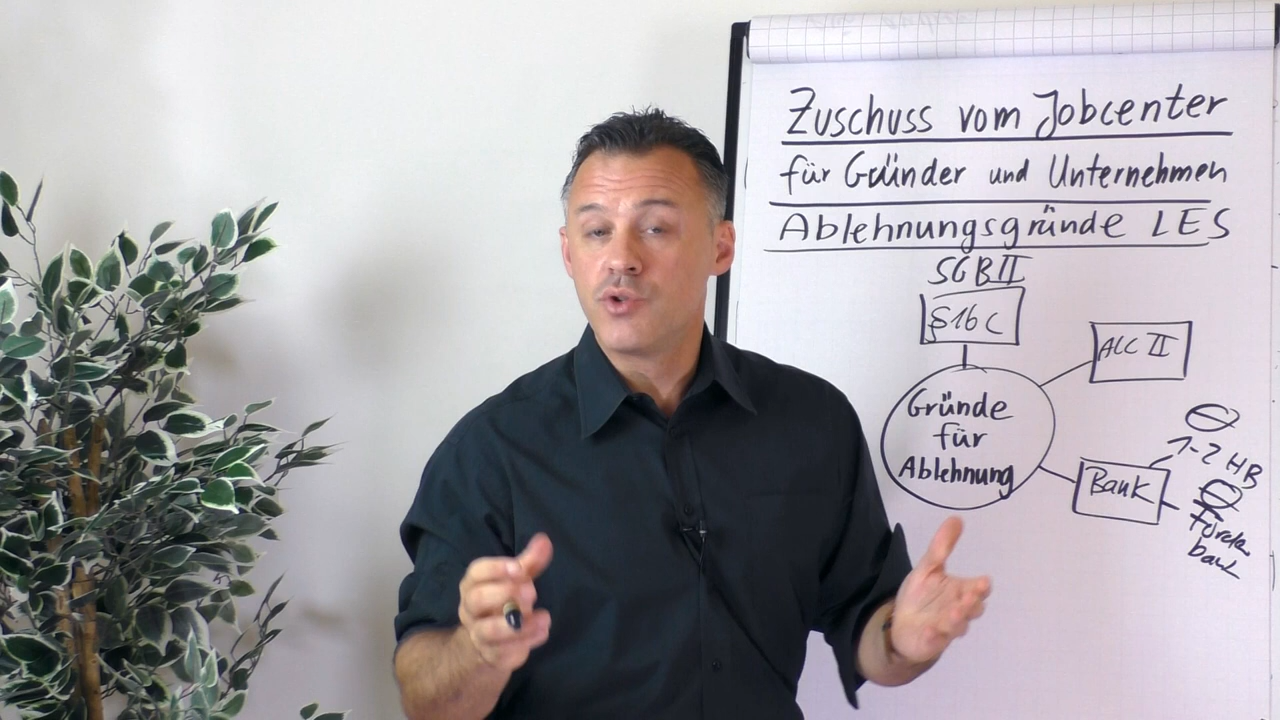 Zuschuss vom Jobcenter
für Gründer und Unternehmen
Ablehnungsgründe LES
SGB II
§16c
ALG II
Gründe
für
Ablehnung
Bank
1-2 HB
Förder
bank